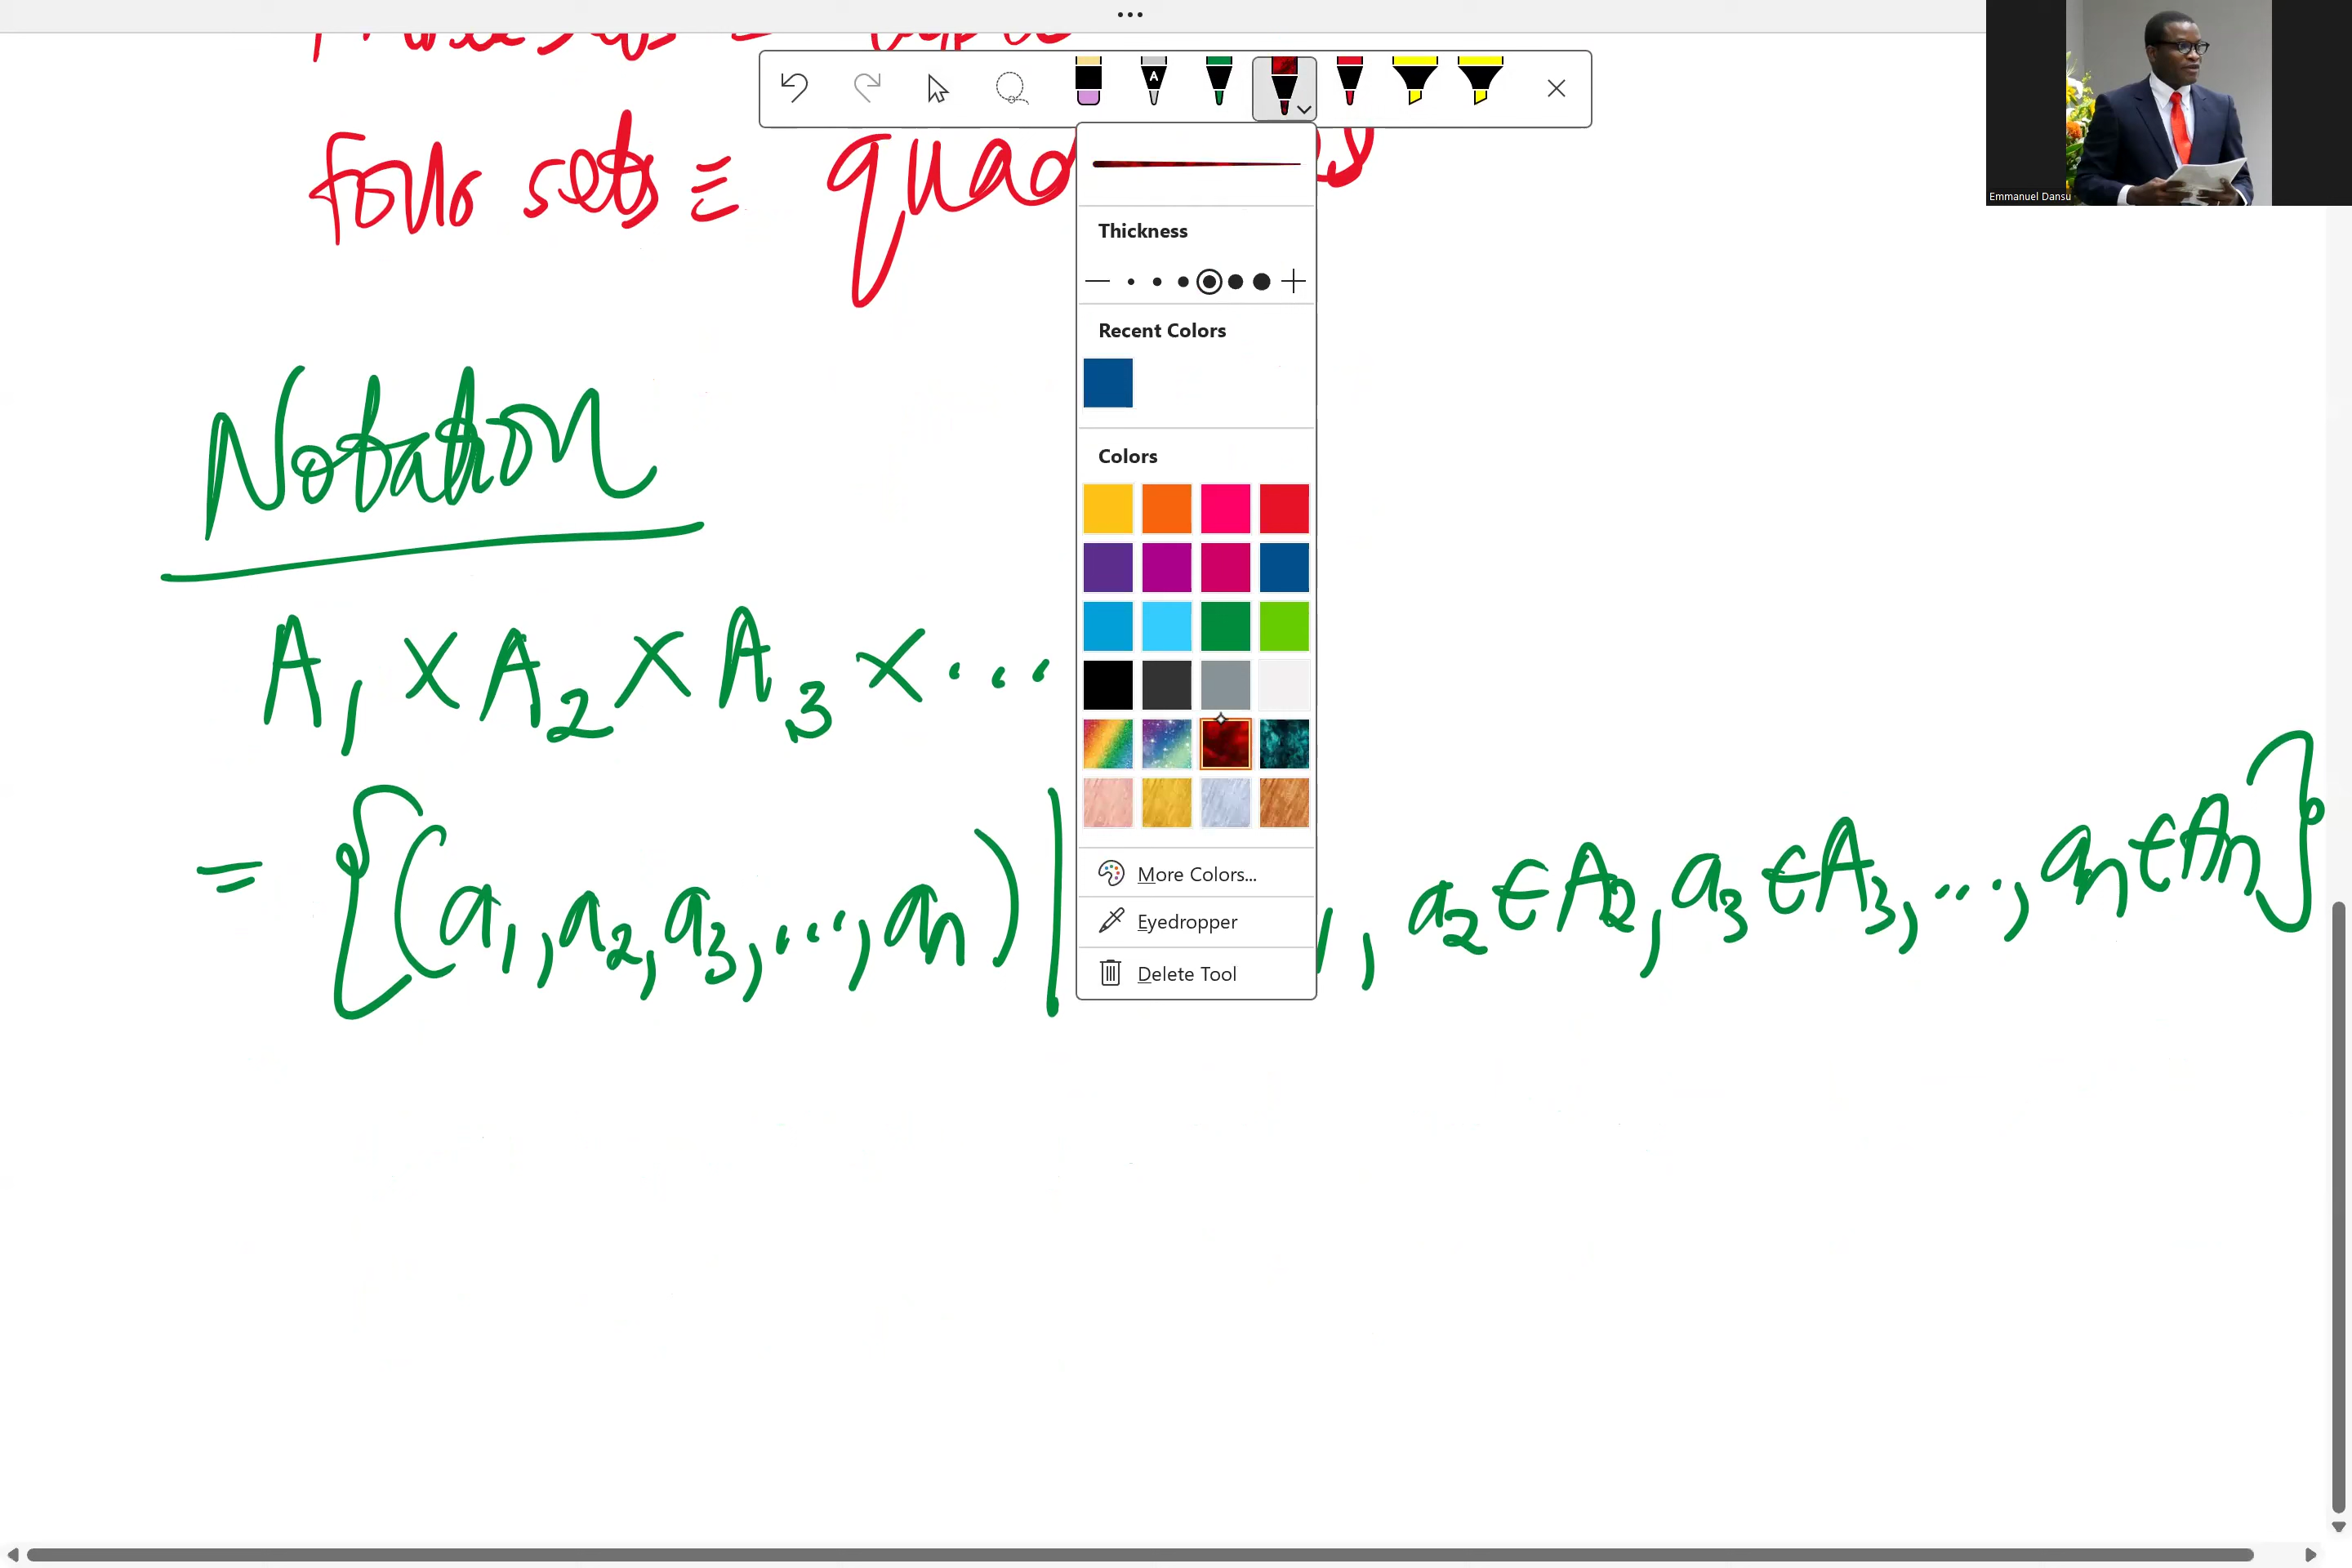 Emmanuel Dansu
A
four sets ≡
Thickness
Recent Colors
Notation
Colors
A1 × A2 × A3 × ...
= {(a1, a2, a3, ..., an) | 1, a2 ∈ A2, a3 ∈ A3, ..., an ∈ An}
More Colors...
Eyedropper
Delete Tool